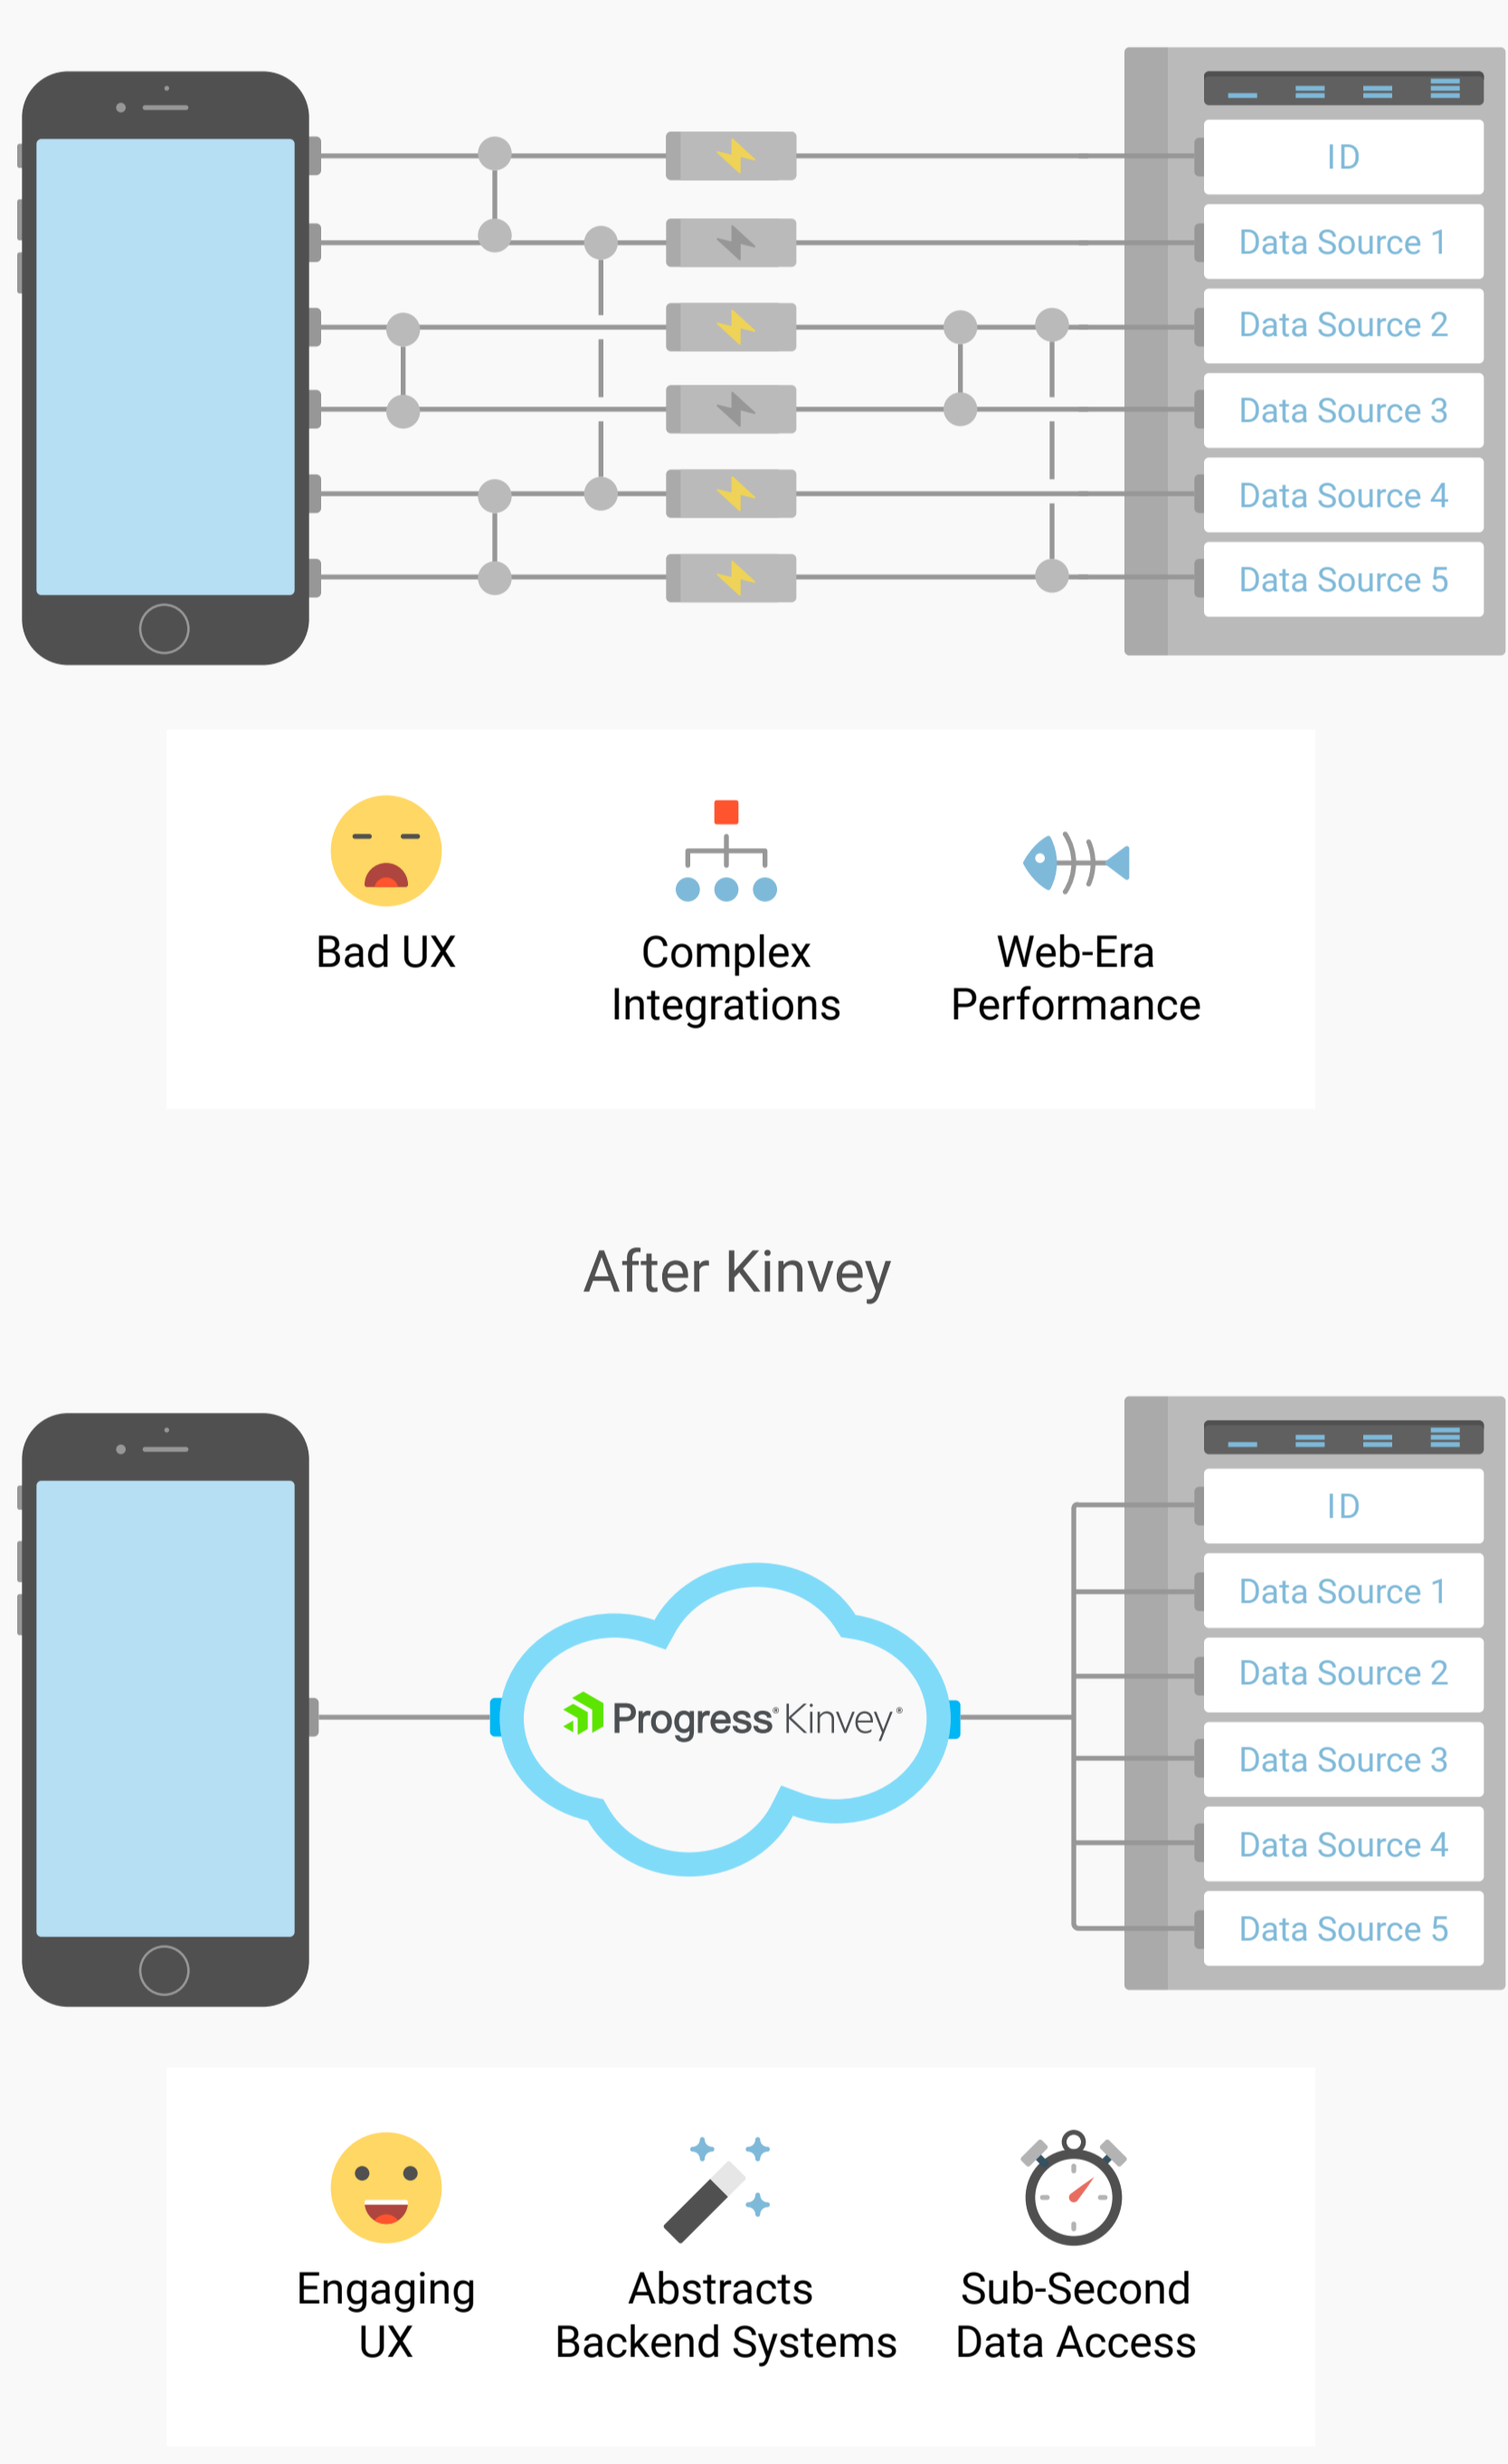 ID
Data Source 1
Data Source 2
Data Source 3
Data Source 4
Data Source 5
Bad UX
Complex
Integrations
Web-Era
Performance
After Kinvey
ID
Data Source 1
Data Source 2
Data Source 3
Data Source 4
Data Source 5
Progress® Kinvey®
Engaging
UX
Abstracts
Backend Systems
Sub-Second
Data Access